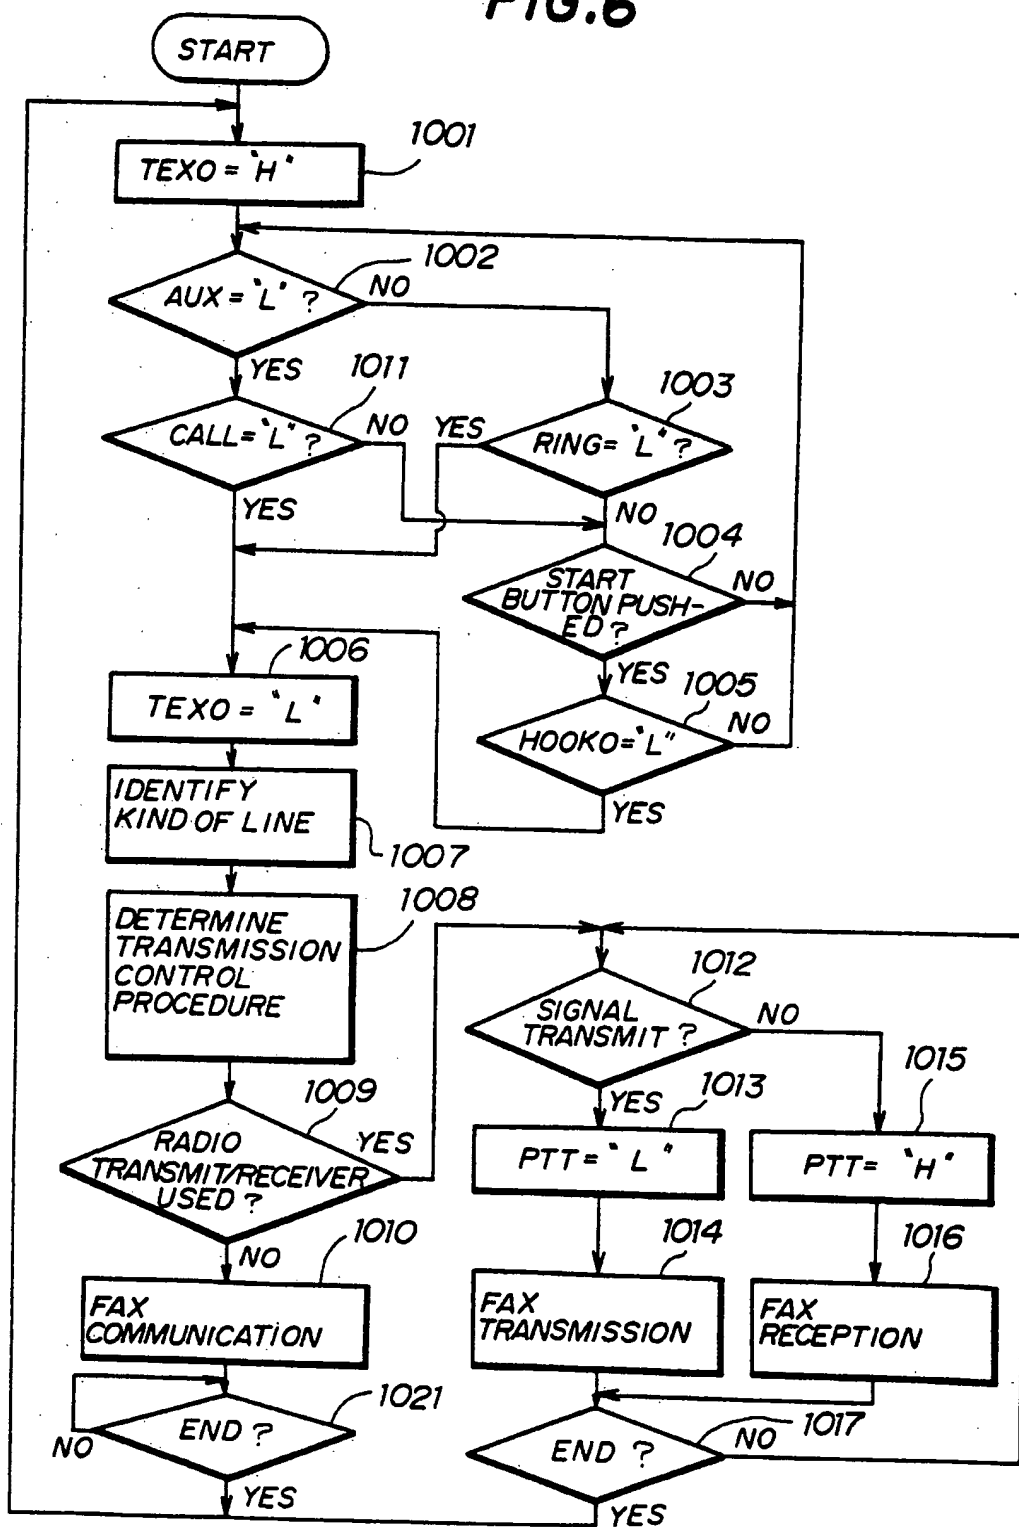 FIG.6
START
1001
TEXO = "H"
1002
AUX = "L" ?
NO
YES
1011
1003
CALL = "L" ?
NO
YES
RING = "L" ?
YES
NO
1004
START
BUTTON PUSH-
ED ?
NO
1006
YES
1005
TEXO = "L"
HOOKO = "L"
NO
IDENTIFY
KIND OF LINE
YES
1007
1008
DETERMINE
TRANSMISSION
CONTROL
PROCEDURE
1012
SIGNAL
TRANSMIT ?
NO
1009
YES
1013
1015
RADIO
TRANSMIT/RECEIVER
USED ?
YES
PTT = "L"
PTT = "H"
NO
1010
1014
1016
FAX
COMMUNICATION
FAX
TRANSMISSION
FAX
RECEPTION
1021
END ?
NO
1017
END ?
NO
YES
YES